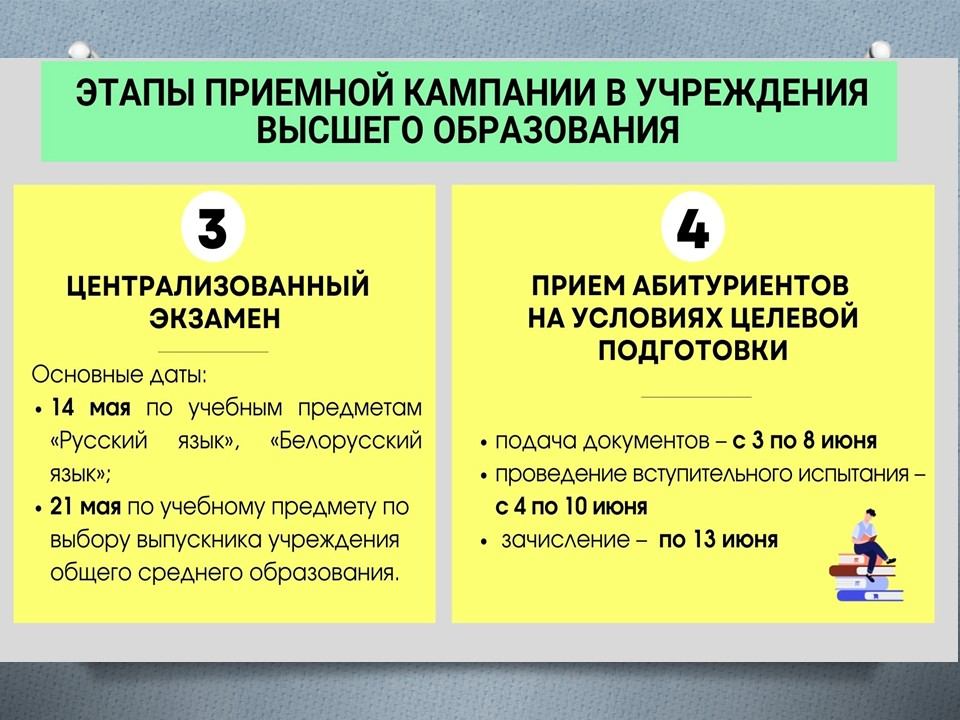 ЭТАПЫ ПРИЕМНОЙ КАМПАНИИ В УЧРЕЖДЕНИЯ
ВЫСШЕГО ОБРАЗОВАНИЯ
3
ЦЕНТРАЛИЗОВАННЫЙ
ЭКЗАМЕН
Основные даты:
• 14 мая по учебным предметам
«Русский язык», «Белорусский
язык»;
• 21 мая по учебному предмету по
выбору выпускника учреждения
общего среднего образования.
4
ПРИЕМ АБИТУРИЕНТОВ
НА УСЛОВИЯХ ЦЕЛЕВОЙ
ПОДГОТОВКИ
• подача документов – с 3 по 8 июня
• проведение вступительного испытания –
с 4 по 10 июня
• зачисление – по 13 июня